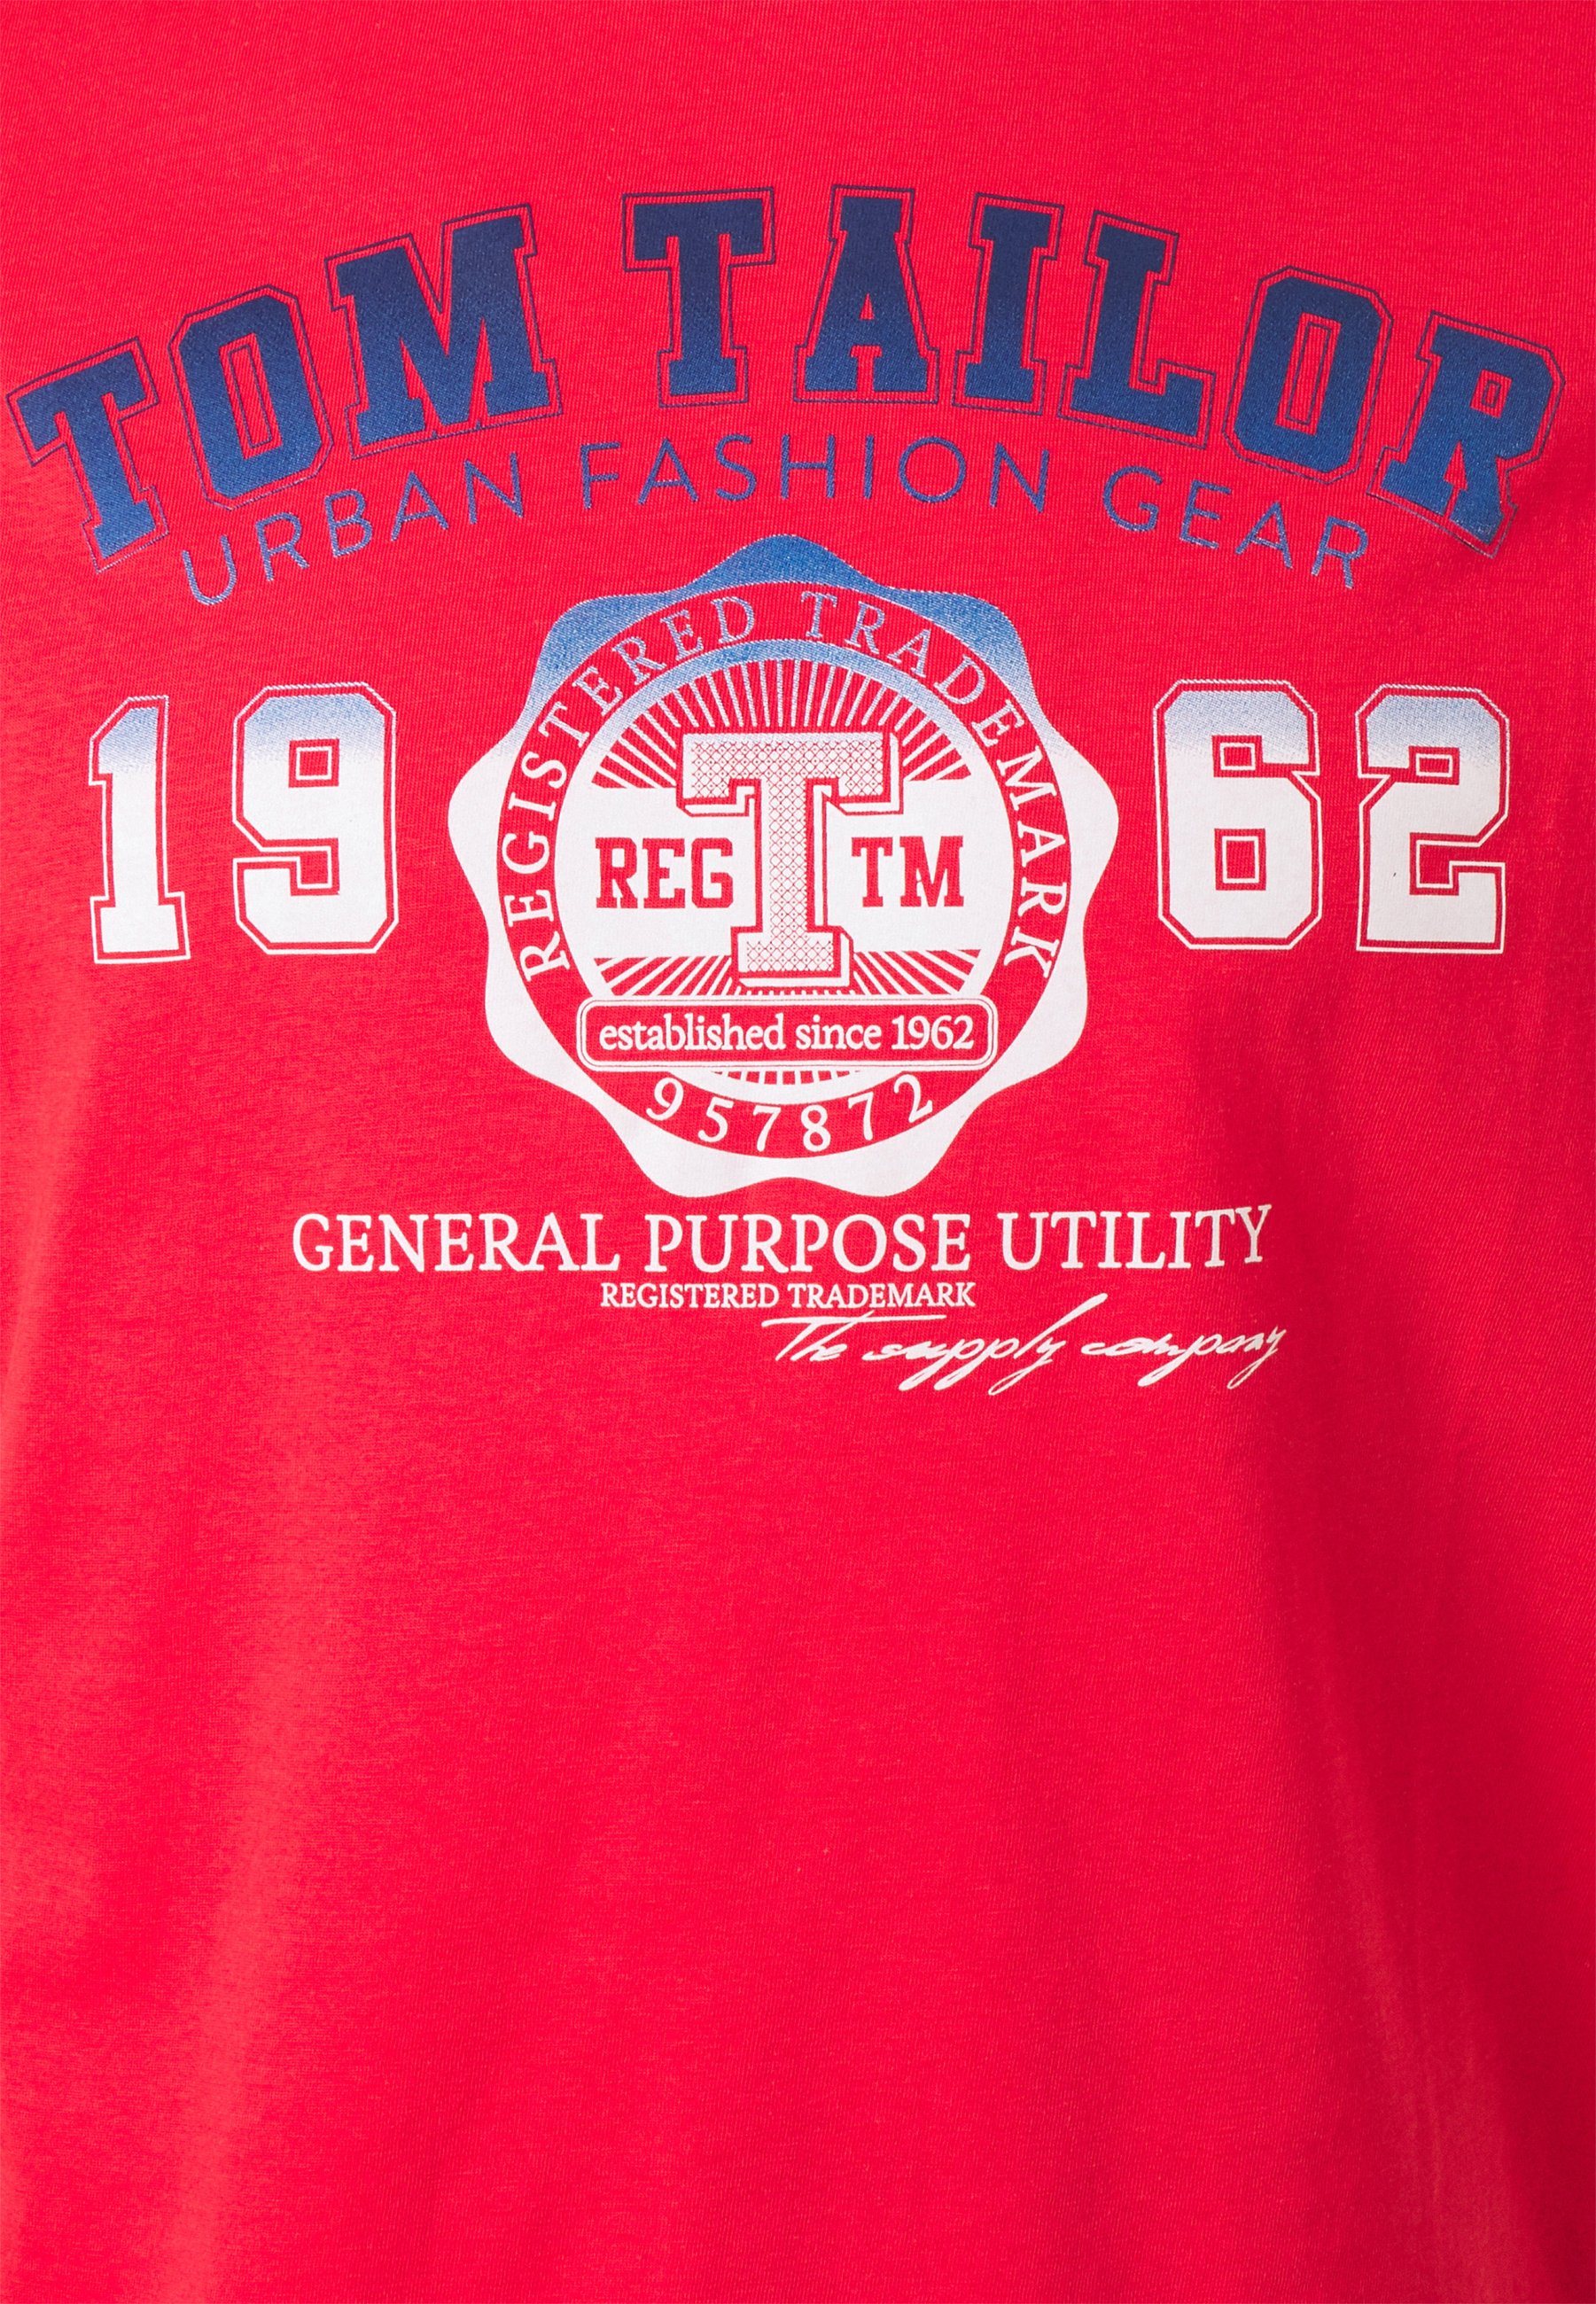 TOM TAILOR
URBAN FASHION GEAR
REGISTERED TRADEMARK
19 62
REG T TM
established since 1962
957872
GENERAL PURPOSE UTILITY
REGISTERED TRADEMARK
The supply company